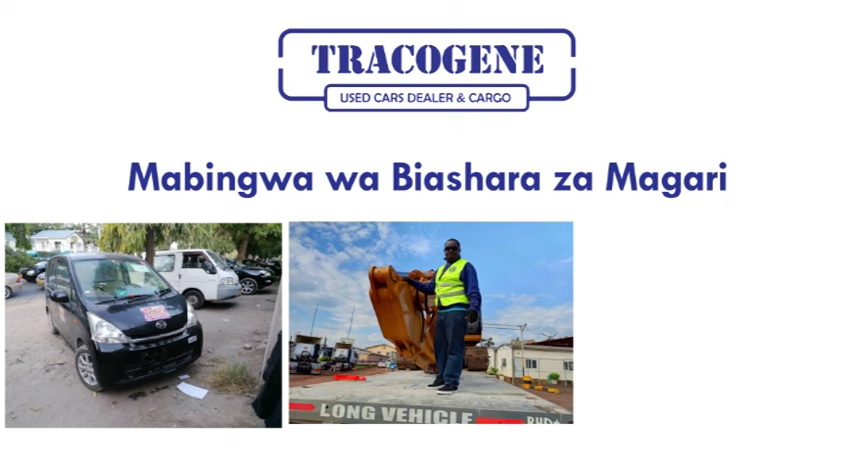 TRACOGENE
USED CARS DEALER & CARGO
Mabingwa wa Biashara za Magari
LONG VEHICLE